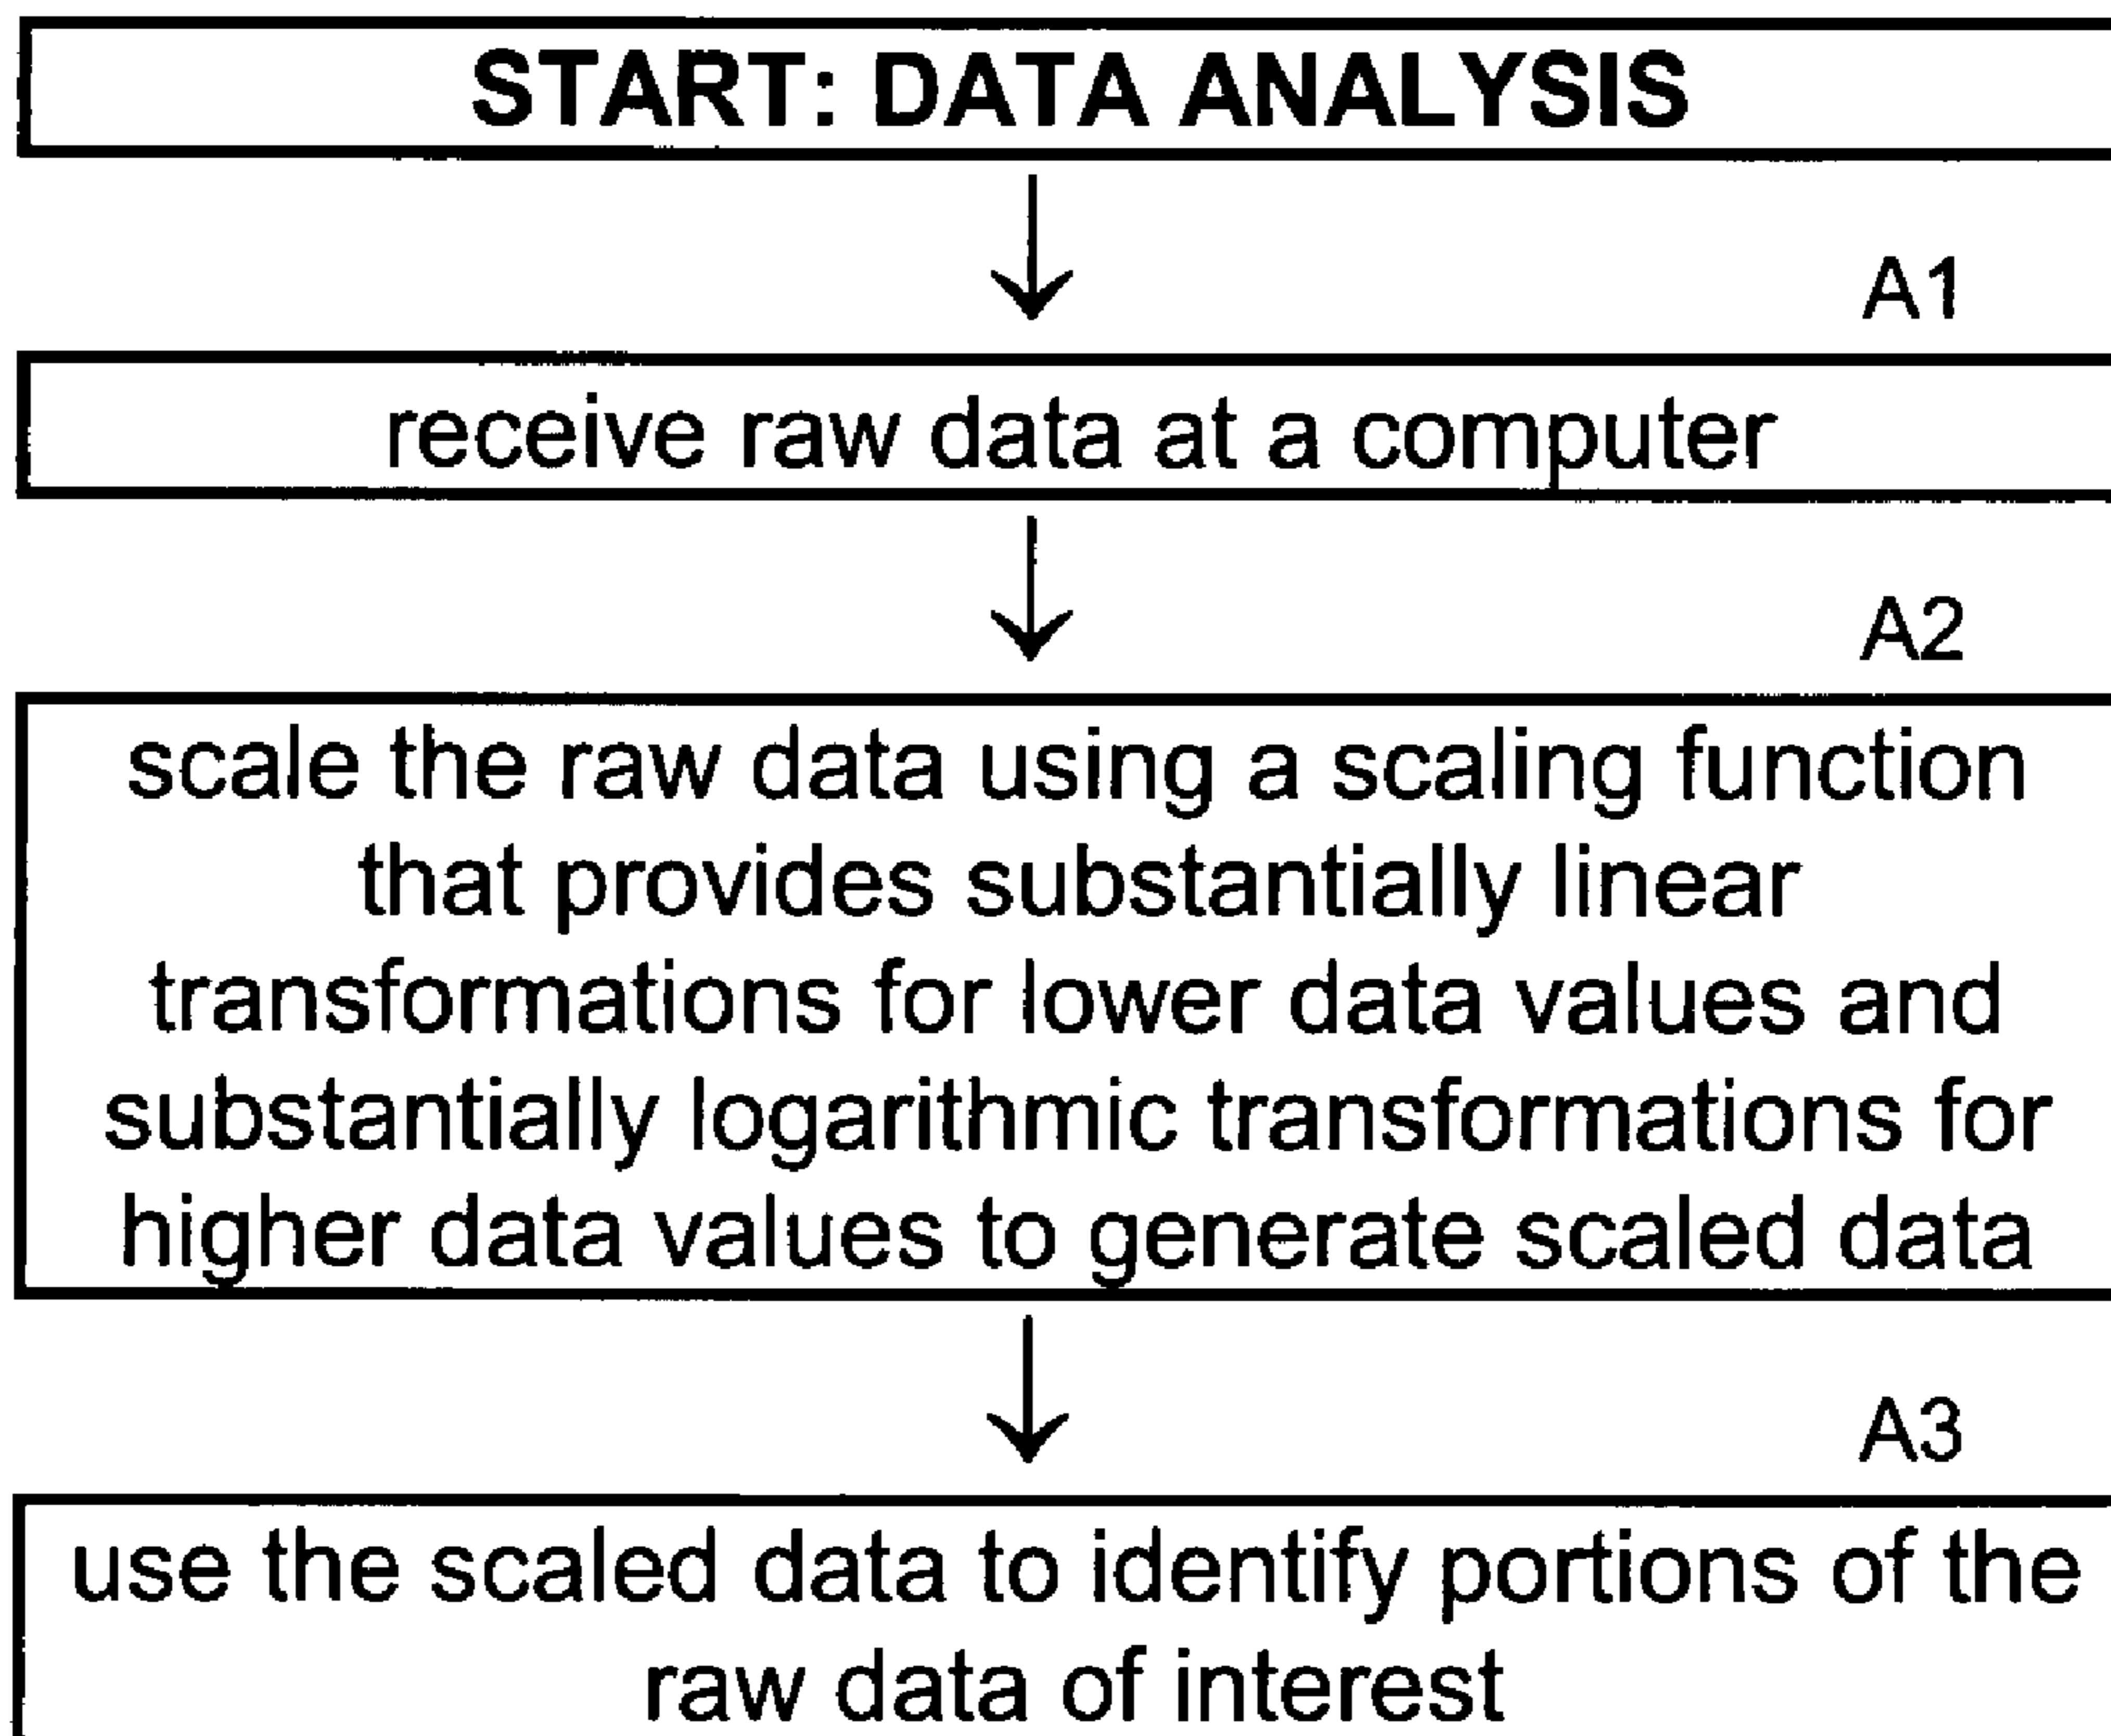 START: DATA ANALYSIS
A1
receive raw data at a computer
A2
scale the raw data using a scaling function
that provides substantially linear
transformations for lower data values and
substantially logarithmic transformations for
higher data values to generate scaled data
A3
use the scaled data to identify portions of the
raw data of interest